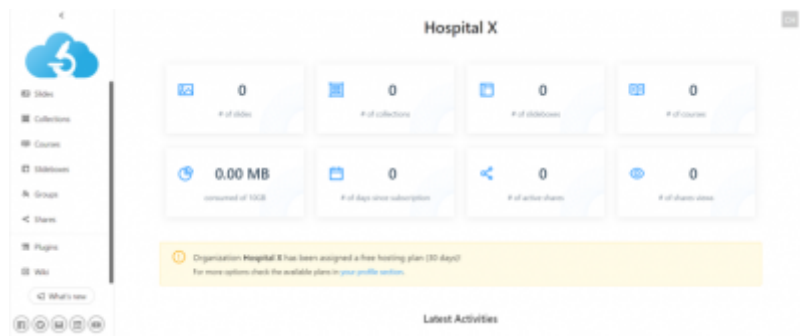 Hospital X
Slides
Collections
Courses
Slideboxes
Groups
Shares
Plugins
Wiki
What's new
0
# of slides
0
# of collections
0
# of slideboxes
0
# of courses
0.00 MB
consumed of 10GB
0
# of days since subscription
0
# of active shares
0
# of shares views
Organization Hospital X has been assigned a free hosting plan (30 days)!
For more options check the available plans in your profile section.
Latest Activities